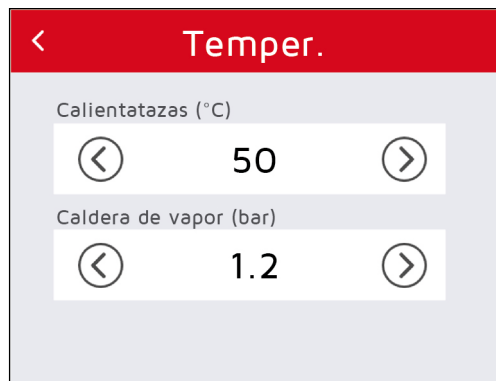 Temper.
Calientatazas (°C)
50
Caldera de vapor (bar)
1.2